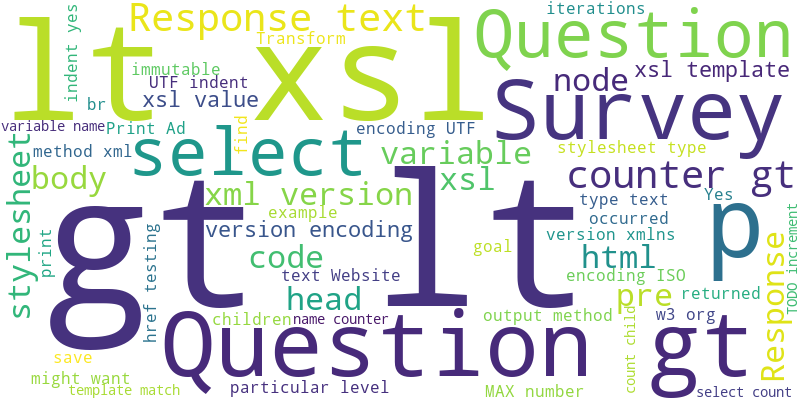 lt xsl
Response text
Question
iterations
Transform
indent yes
immutable
UTF indent
br
xsl value
node
xsl template
Survey
variable name
Print Ad
find
encoding UTF
select
variable
stylesheet type
method xml
body
xsl
counter gt
stylesheet
gt lt
xml version
example
type text
Yes
p
occurred
version encoding
version xmlns
print
code
goal
html
href testing
text Website
encoding ISO
head
pre
returned
Response
TODO increment
children
name counter
output method
w3 org
Question gt
count child
save
might want
particular level
template match
MAX number
select count